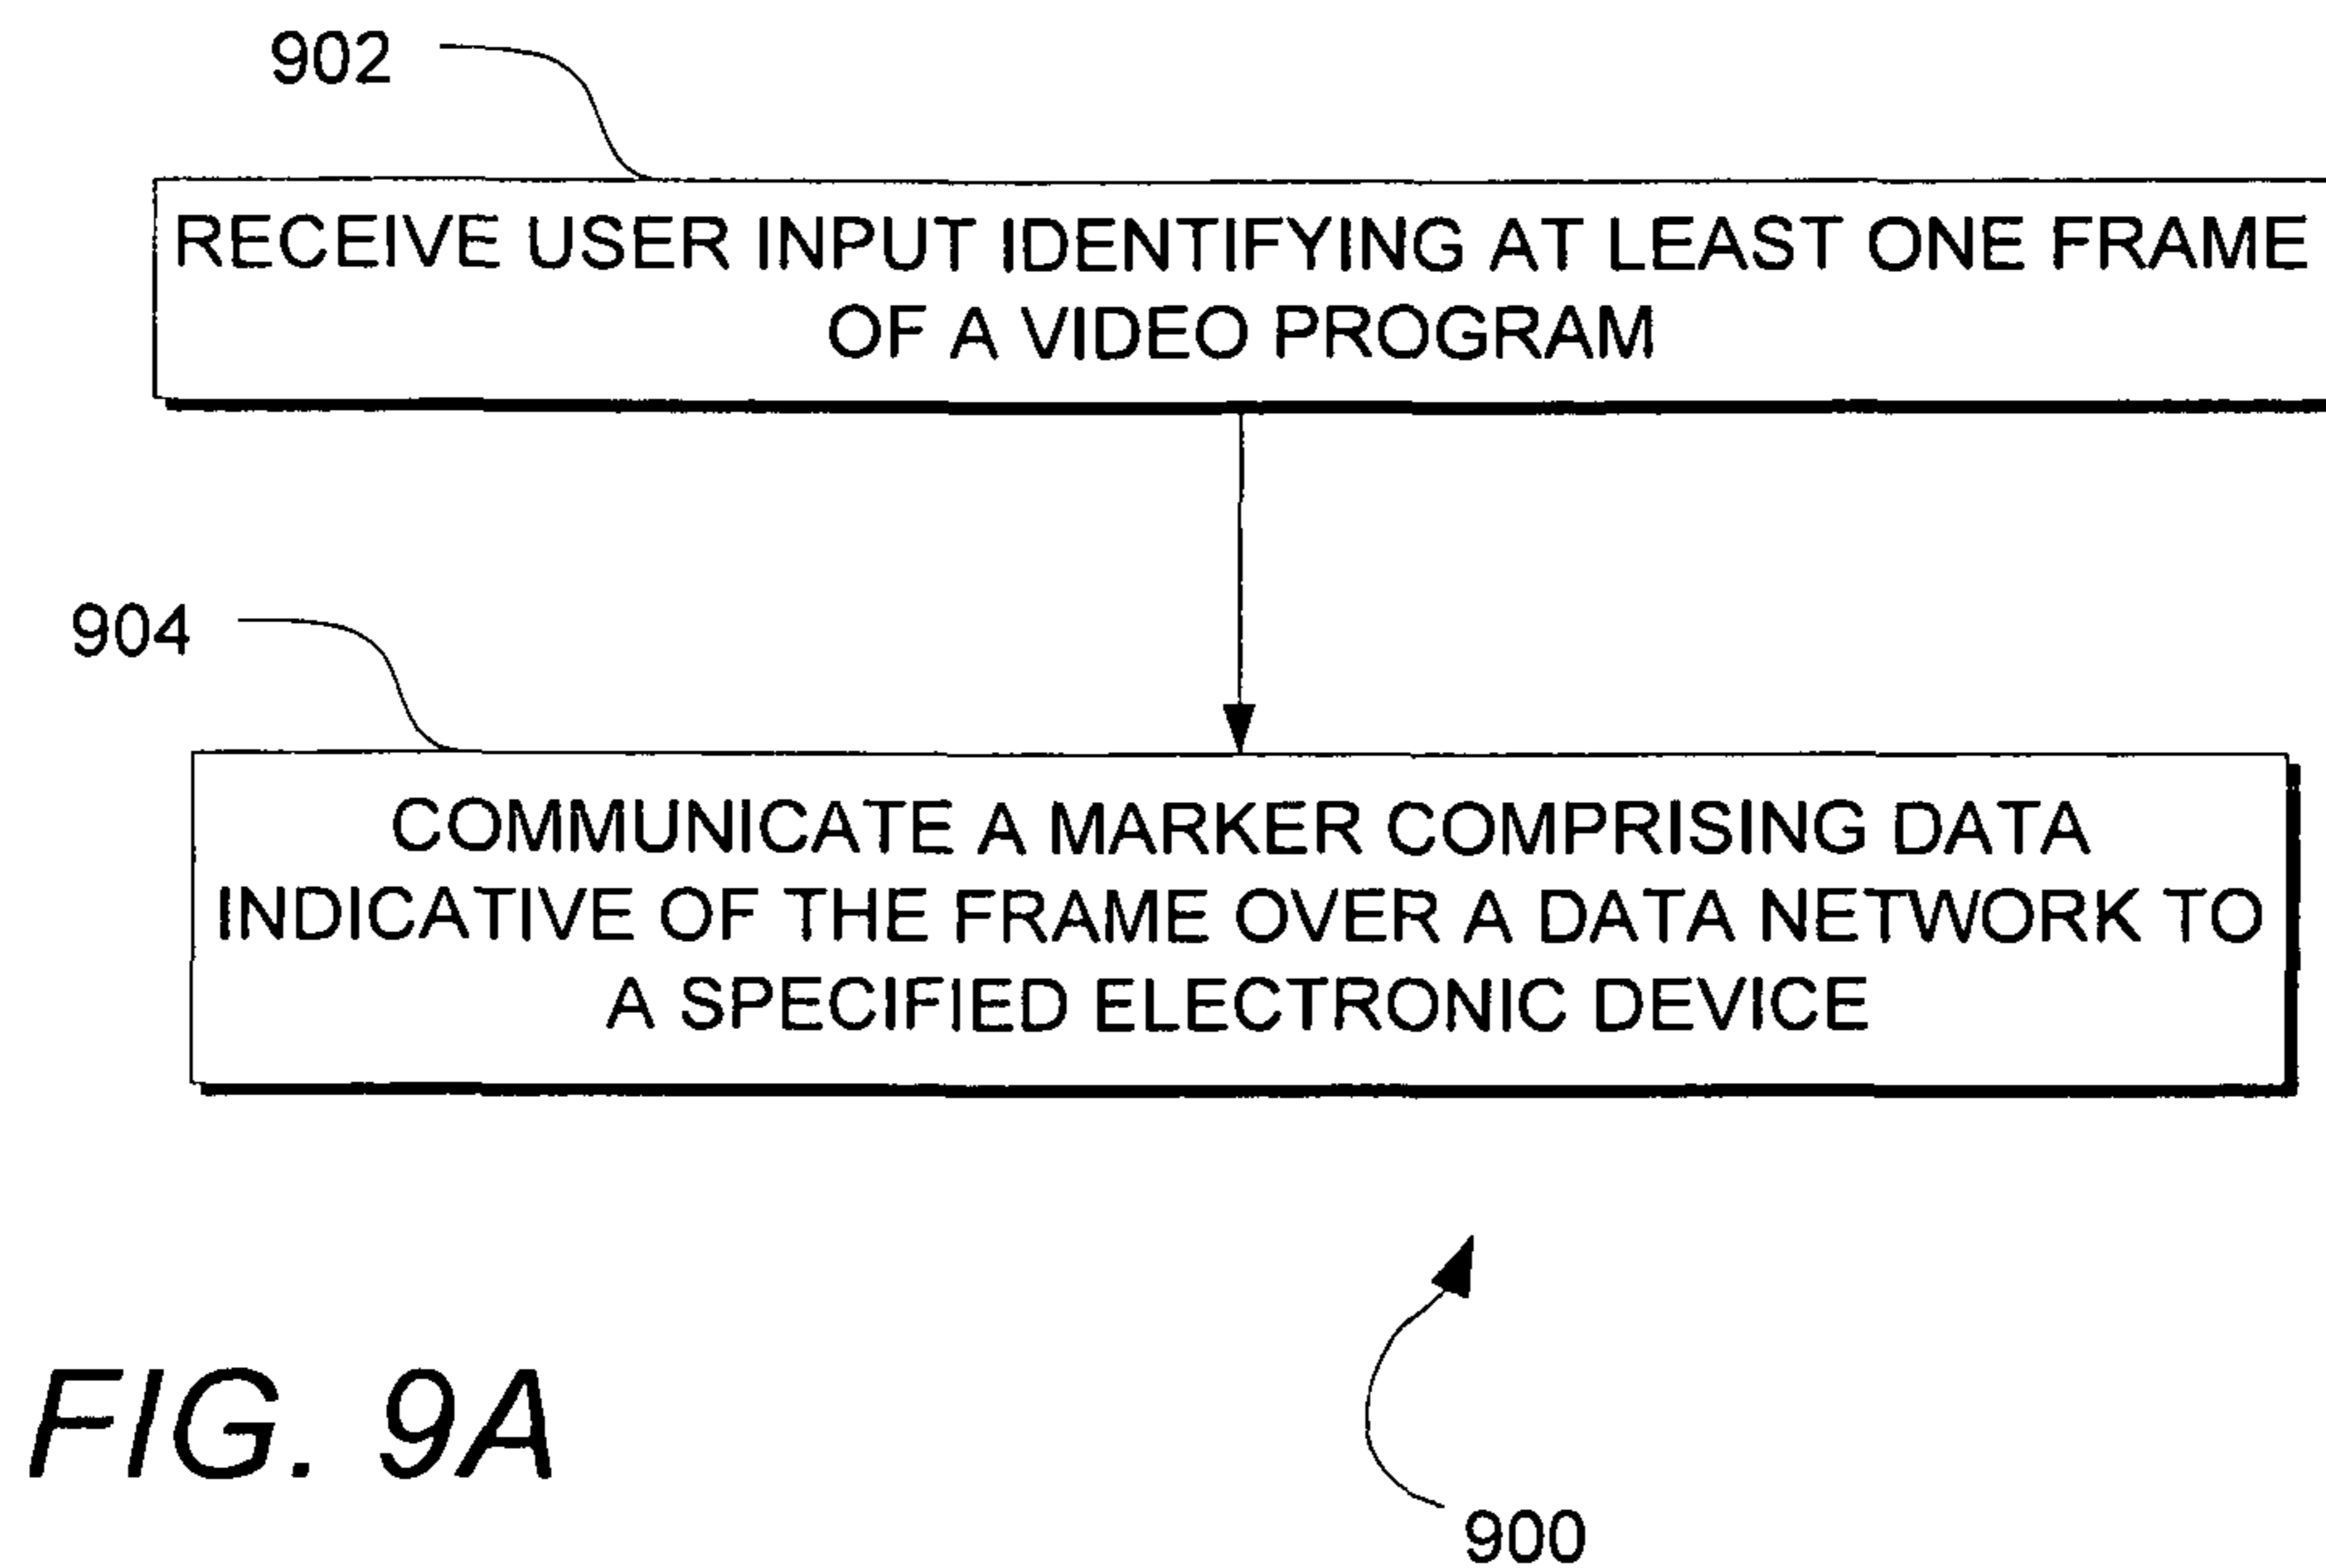 902
RECEIVE USER INPUT IDENTIFYING AT LEAST ONE FRAME
OF A VIDEO PROGRAM
904
COMMUNICATE A MARKER COMPRISING DATA
INDICATIVE OF THE FRAME OVER A DATA NETWORK TO
A SPECIFIED ELECTRONIC DEVICE
FIG. 9A
900